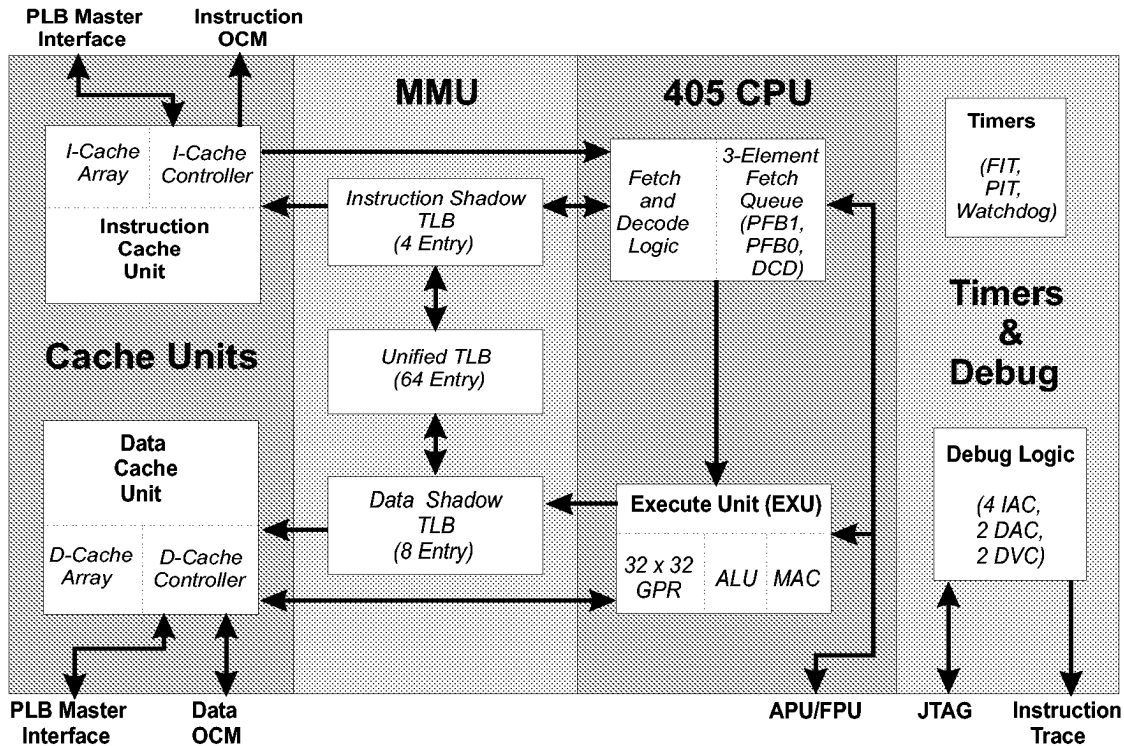 PLB Master
Interface
Instruction
OCM
MMU
405 CPU
I-Cache
Array
I-Cache
Controller
Instruction
Cache
Unit
Instruction Shadow
TLB
(4 Entry)
Fetch
and
Decode
Logic
3-Element
Fetch
Queue
(PFB1,
PFB0,
DCD)
Timers
(FIT,
PIT,
Watchdog)
Cache Units
Unified TLB
(64 Entry)
Timers
&
Debug
Data
Cache
Unit
D-Cache
Array
D-Cache
Controller
Data Shadow
TLB
(8 Entry)
Execute Unit (EXU)
32 x 32
GPR
ALU
MAC
Debug Logic
(4 IAC,
2 DAC,
2 DVC)
PLB Master
Interface
Data
OCM
APU/FPU
JTAG
Instruction
Trace